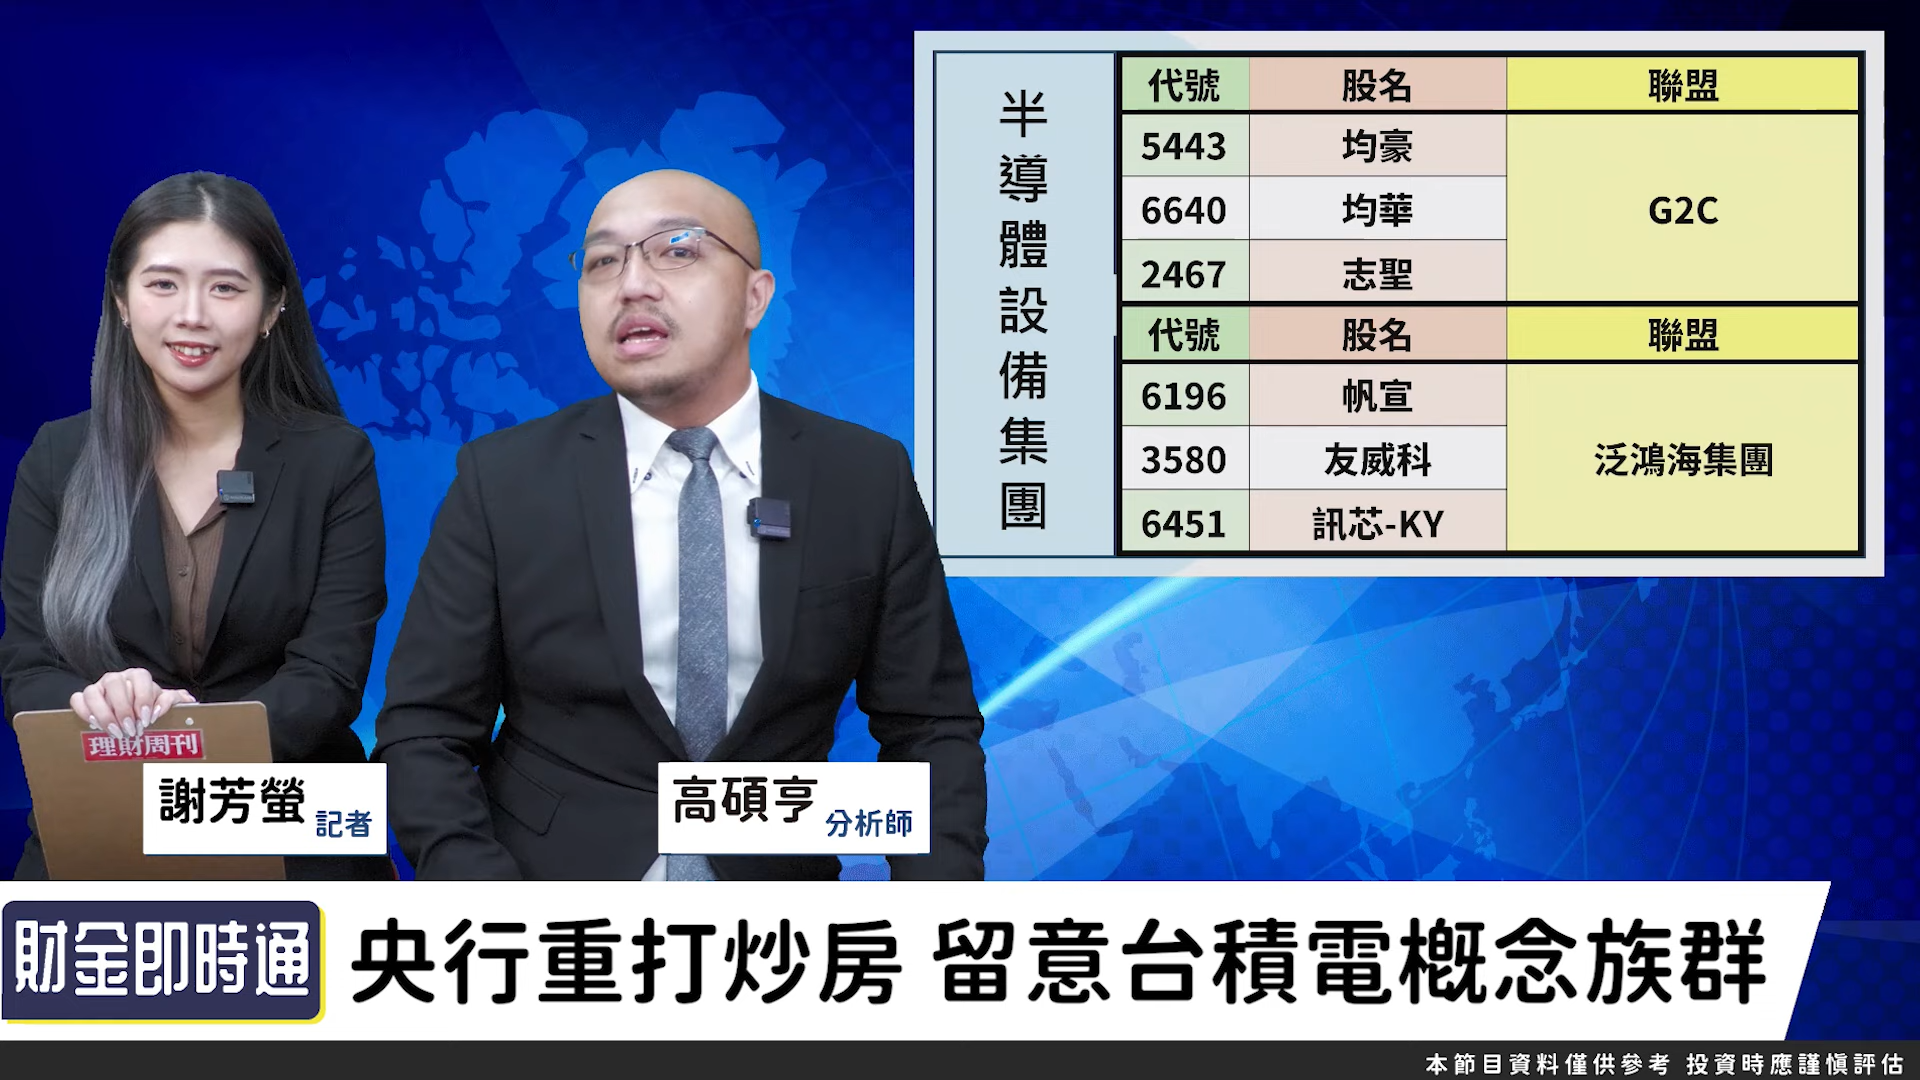 半導體設備集團
代號 股名 聯盟
5443 均豪
6640 均華 G2C
2467 志聖
代號 股名 聯盟
6196 帆宣
3580 友威科 泛鴻海集團
6451 訊芯-KY
理財周刊
謝芳螢 記者
高碩亨 分析師
財金即時通
央行重打炒房 留意台積電概念族群
本節目資料僅供參考 投資時應謹慎評估